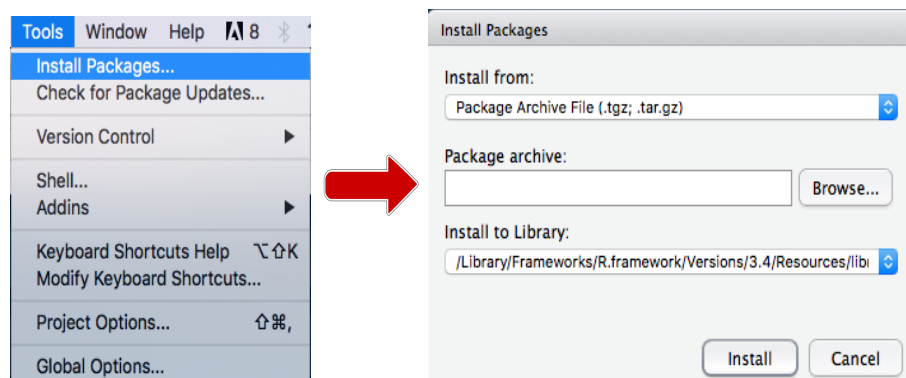 Tools Window Help 8
Install Packages...
Check for Package Updates...
Version Control
Shell...
Addins
Keyboard Shortcuts Help ⌥⇧K
Modify Keyboard Shortcuts...
Project Options... ⇧⌘,
Global Options...
Install Packages
Install from:
Package Archive File (.tgz; .tar.gz)
Package archive:
Browse...
Install to Library:
/Library/Frameworks/R.framework/Versions/3.4/Resources/
Install Cancel